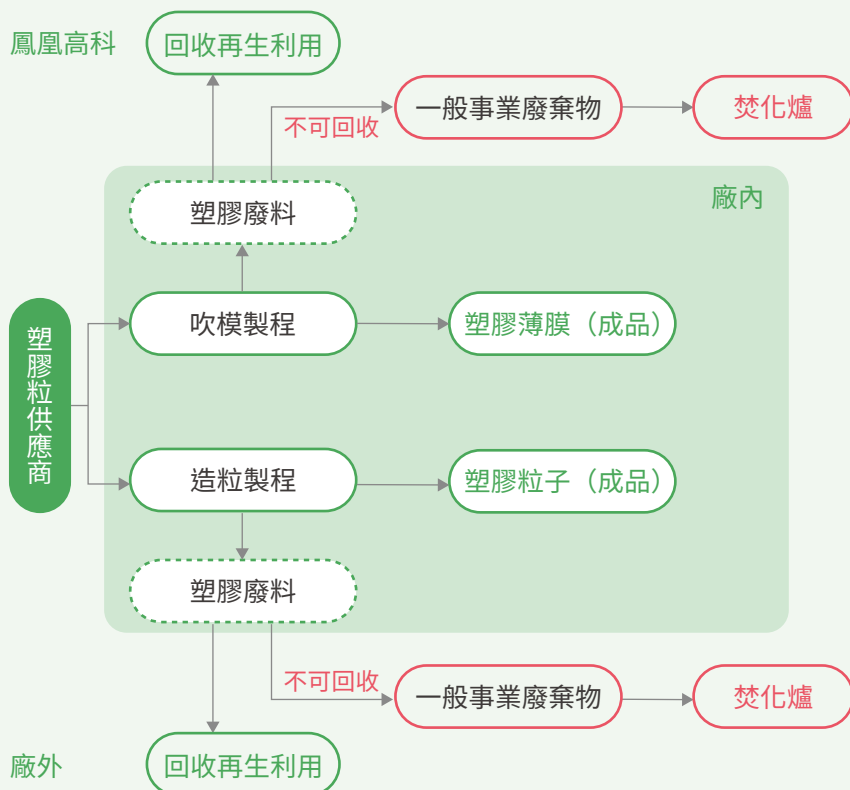 鳳凰高科
回收再生利用
不可回收
一般事業廢棄物
焚化爐
廠內
塑膠廢料
塑膠粒供應商
吹模製程
塑膠薄膜（成品）
造粒製程
塑膠粒子（成品）
塑膠廢料
不可回收
一般事業廢棄物
焚化爐
廠外
回收再生利用